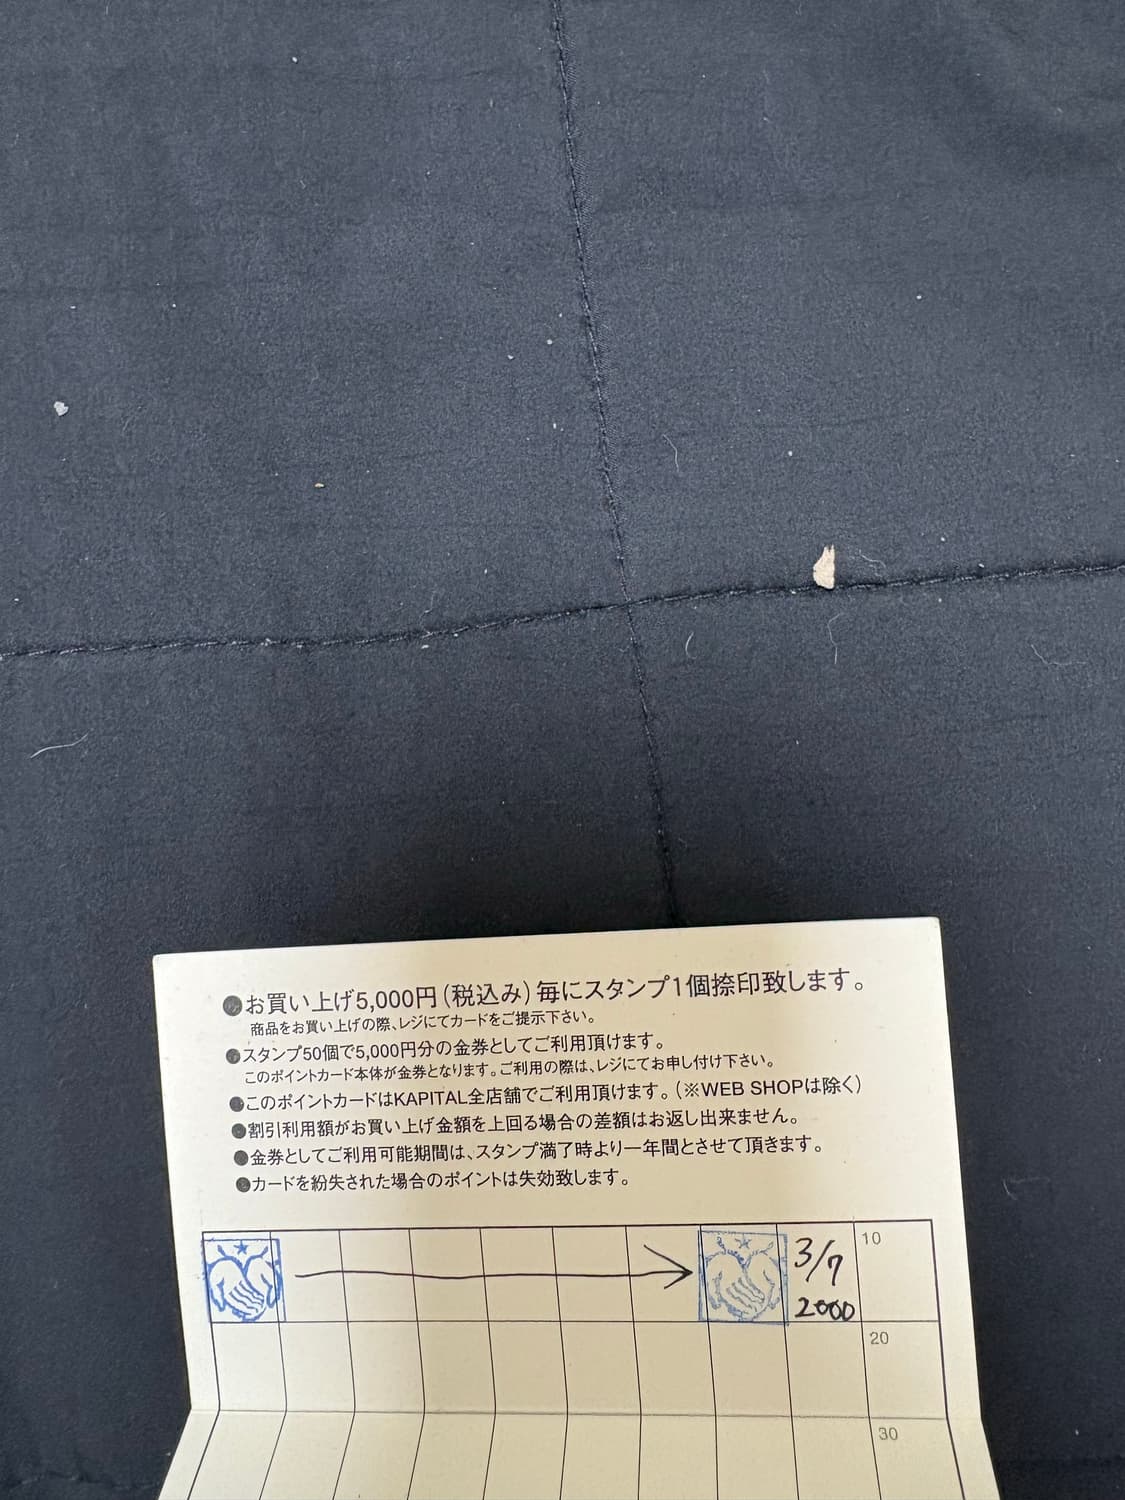 ●お買い上げ5,000円(税込み)毎にスタンプ1個捺印致します。
商品をお買い上げの際、レジにてカードをご提示下さい。
●スタンプ50個で5,000円分の金券としてご利用頂けます。
このポイントカード本体が金券となります。ご利用の際は、レジにてお申し付け下さい。
●このポイントカードはKAPITAL全店舗でご利用頂けます。(※WEB SHOPは除く)
●割引利用額がお買い上げ金額を上回る場合の差額はお返し出来ません。
●金券としてご利用可能期間は、スタンプ満了時より一年間とさせて頂きます。
●カードを紛失された場合のポイントは失効致します。
3/7
2000
10
20
30